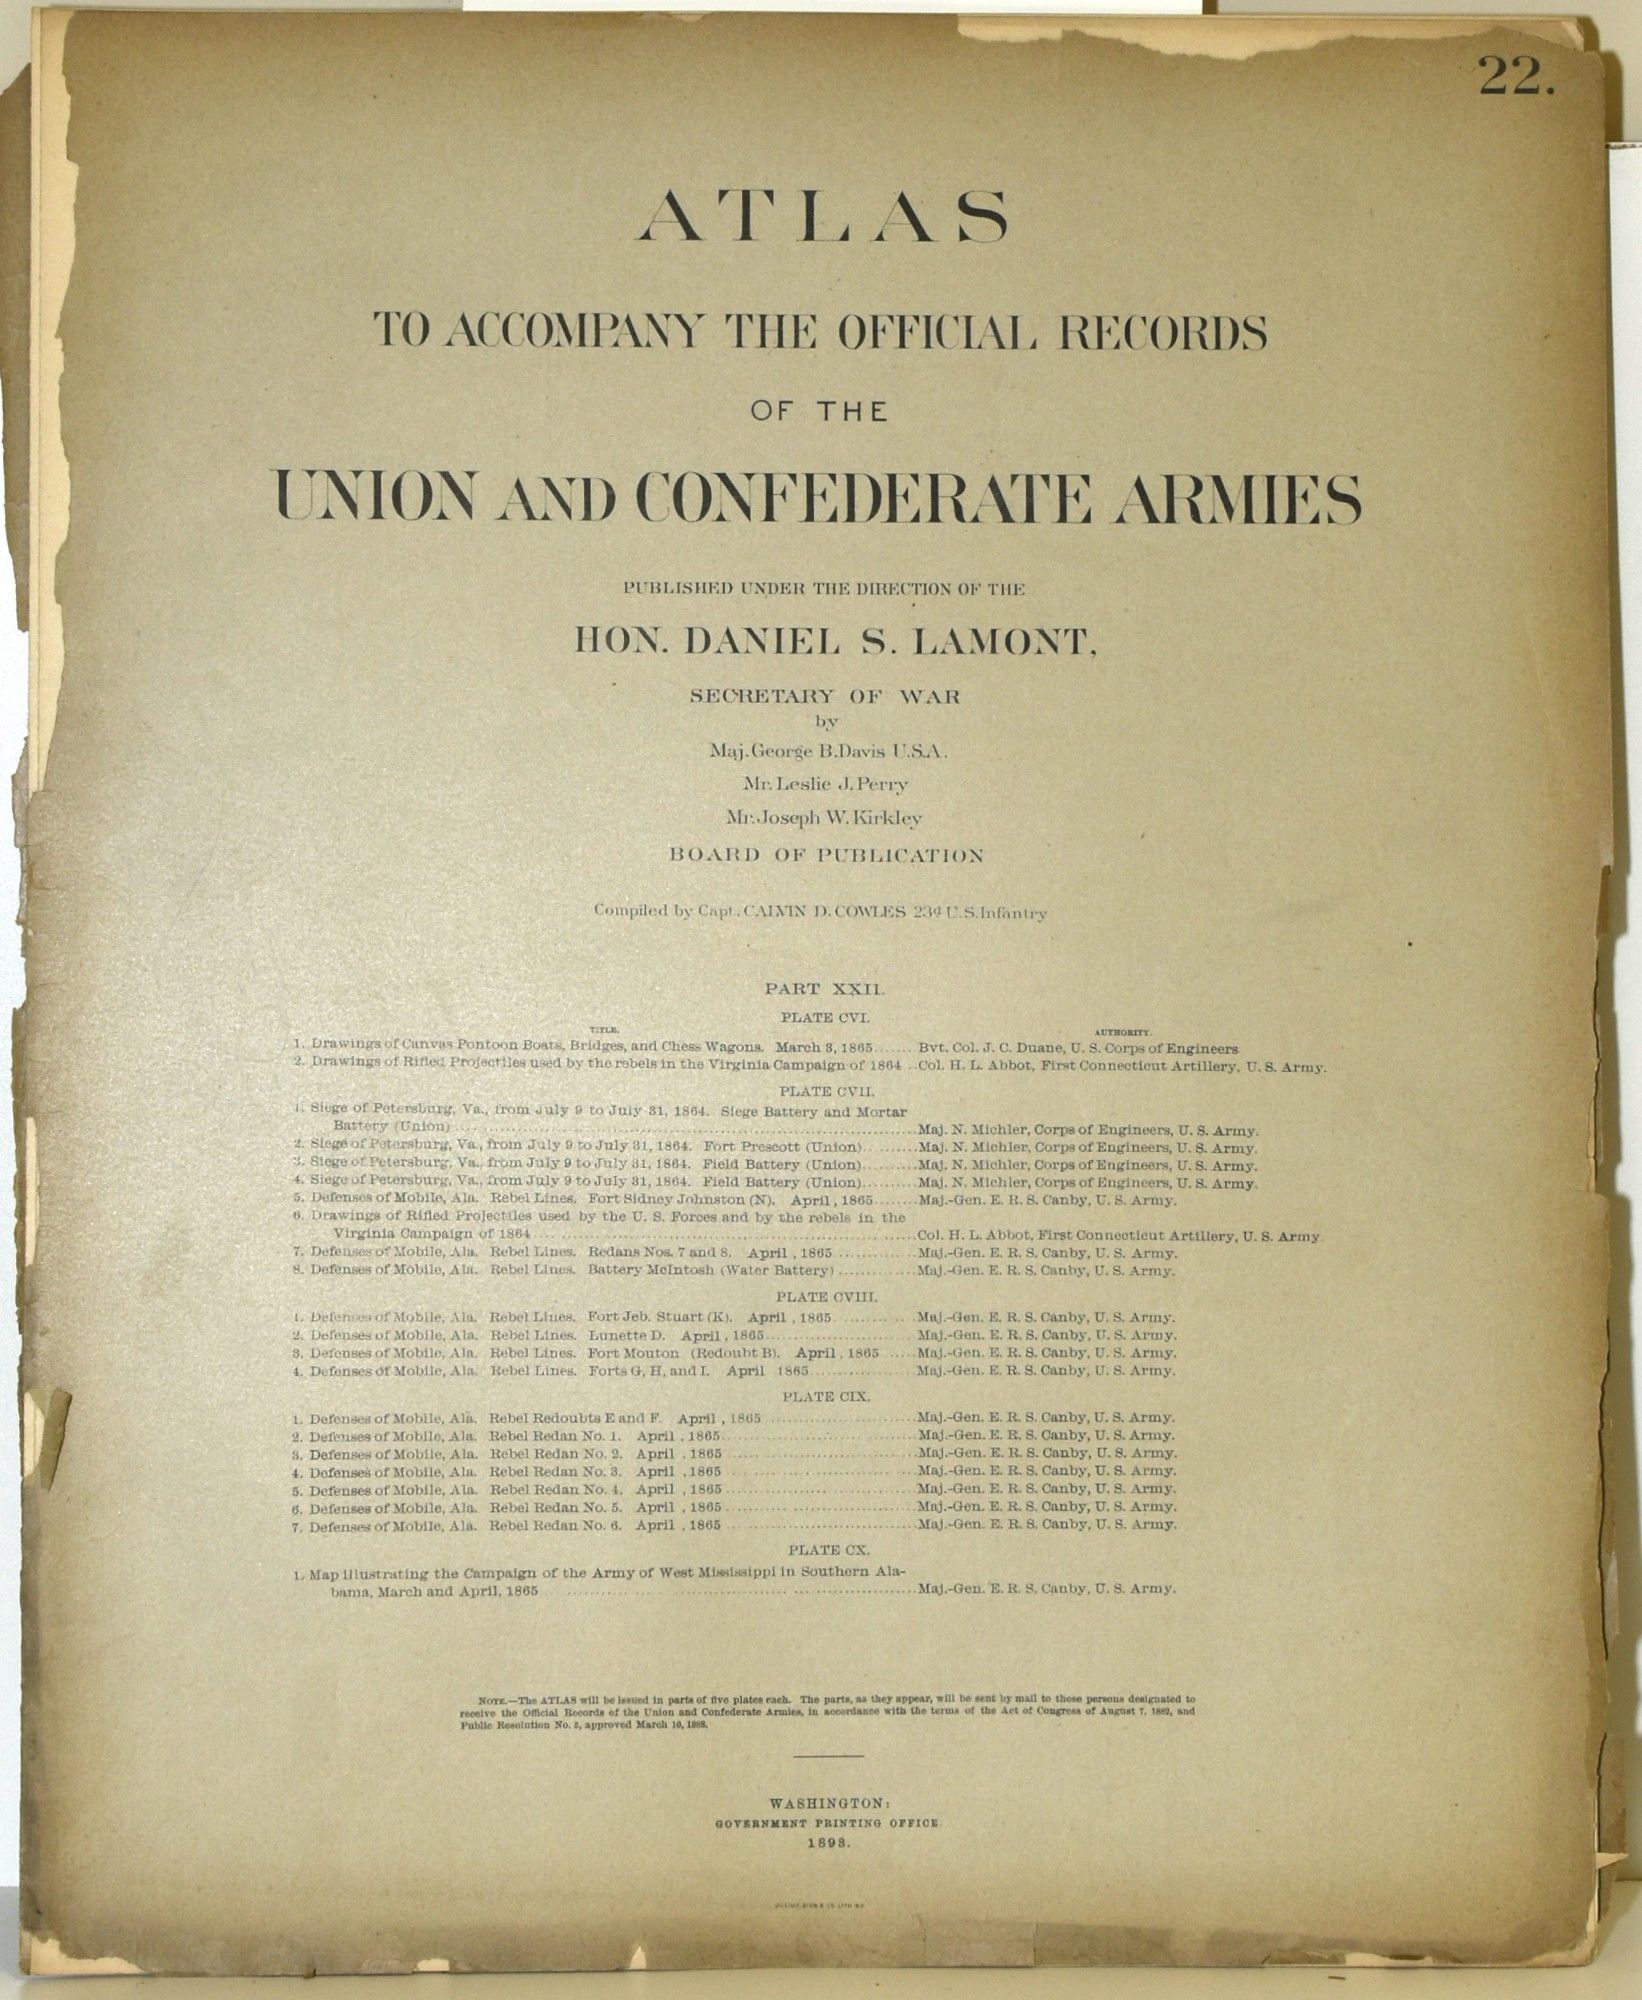 22.
ATLAS
TO ACCOMPANY THE OFFICIAL RECORDS
OF THE
UNION AND CONFEDERATE ARMIES
PUBLISHED UNDER THE DIRECTION OF THE
HON. DANIEL S. LAMONT,
SECRETARY OF WAR
by
Maj. George B. Davis U.S.A.
Mr. Leslie J. Perry
Mr. Joseph W. Kirkley
BOARD OF PUBLICATION
Compiled by Capt. CALVIN D. COWLES 23d U.S. Infantry
PART XXII.
PLATE CVI.
TITLE. AUTHORITY.
1. Drawings of Canvas Pontoon Boats, Bridges, and Chess Wagons. March 3, 1865....... Bvt. Col. J. C. Duane, U. S. Corps of Engineers
2. Drawings of Rifled Projectiles used by the rebels in the Virginia Campaign of 1864 ..Col. H. L. Abbot, First Connecticut Artillery, U. S. Army.
PLATE CVII.
1. Siege of Petersburg, Va., from July 9 to July 31, 1864. Siege Battery and Mortar
Battery (Union) ........ Maj. N. Michler, Corps of Engineers, U. S. Army.
2. Siege of Petersburg, Va., from July 9 to July 31, 1864. Fort Prescott (Union)........ Maj. N. Michler, Corps of Engineers, U. S. Army.
3. Siege of Petersburg, Va., from July 9 to July 31, 1864. Field Battery (Union)........ Maj. N. Michler, Corps of Engineers, U. S. Army.
4. Siege of Petersburg, Va., from July 9 to July 31, 1864. Field Battery (Union)........ Maj. N. Michler, Corps of Engineers, U. S. Army.
5. Defenses of Mobile, Ala. Rebel Lines. Fort Sidney Johnston (N). April , 1865....... Maj.-Gen. E. R. S. Canby, U. S. Army.
6. Drawings of Rifled Projectiles used by the U. S. Forces and by the rebels in the
Virginia Campaign of 1864 ........ Col. H. L. Abbot, First Connecticut Artillery, U. S. Army
7. Defenses of Mobile, Ala. Rebel Lines. Redans Nos. 7 and 8. April , 1865........ Maj.-Gen. E. R. S. Canby, U. S. Army.
8. Defenses of Mobile, Ala. Rebel Lines. Battery McIntosh (Water Battery) ........ Maj.-Gen. E. R. S. Canby, U. S. Army.
PLATE CVIII.
1. Defenses of Mobile, Ala. Rebel Lines. Fort Jeb. Stuart (K). April , 1865........ Maj.-Gen. E. R. S. Canby, U. S. Army.
2. Defenses of Mobile, Ala. Rebel Lines. Lunette D. April , 1865........ Maj.-Gen. E. R. S. Canby, U. S. Army.
3. Defenses of Mobile, Ala. Rebel Lines. Fort Mouton (Redoubt B). April , 1865 ..... Maj.-Gen. E. R. S. Canby, U. S. Army.
4. Defenses of Mobile, Ala. Rebel Lines. Forts G, H, and I. April 1865........ Maj.-Gen. E. R. S. Canby, U. S. Army.
PLATE CIX.
1. Defenses of Mobile, Ala. Rebel Redoubts E and F. April , 1865 ........ Maj.-Gen. E. R. S. Canby, U. S. Army.
2. Defenses of Mobile, Ala. Rebel Redan No. 1. April , 1865........ Maj.-Gen. E. R. S. Canby, U. S. Army.
3. Defenses of Mobile, Ala. Rebel Redan No. 2. April , 1865 ........ Maj.-Gen. E. R. S. Canby, U. S. Army.
4. Defenses of Mobile, Ala. Rebel Redan No. 3. April , 1865 ........ Maj.-Gen. E. R. S. Canby, U. S. Army.
5. Defenses of Mobile, Ala. Rebel Redan No. 4. April , 1865 ........ Maj.-Gen. E. R. S. Canby, U. S. Army.
6. Defenses of Mobile, Ala. Rebel Redan No. 5. April , 1865 ........ Maj.-Gen. E. R. S. Canby, U. S. Army.
7. Defenses of Mobile, Ala. Rebel Redan No. 6. April , 1865 ........ Maj.-Gen. E. R. S. Canby, U. S. Army.
PLATE CX.
1. Map illustrating the Campaign of the Army of West Mississippi in Southern Ala-
bama, March and April, 1865 ........ Maj.-Gen. E. R. S. Canby, U. S. Army.
NOTE.—The ATLAS will be issued in parts of five plates each. The parts, as they appear, will be sent by mail to those persons designated to
receive the Official Records of the Union and Confederate Armies, in accordance with the terms of the Act of Congress of August 7, 1882, and
Public Resolution No. 5, approved March 10, 1888.
WASHINGTON:
GOVERNMENT PRINTING OFFICE
1893.
JULIUS BIEN & CO. LITH. N.Y.